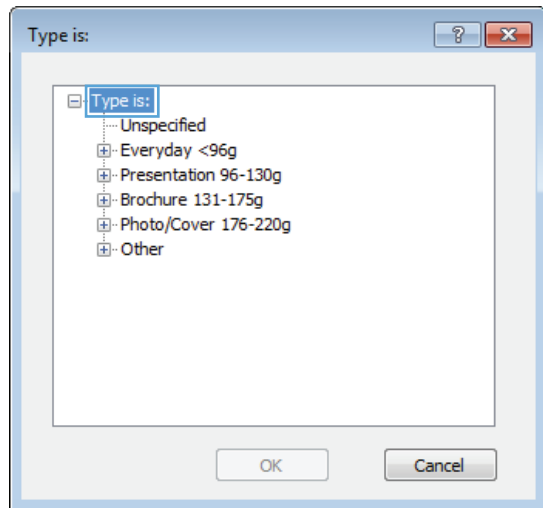 Type is:
Type is:
Unspecified
Everyday <96g
Presentation 96-130g
Brochure 131-175g
Photo/Cover 176-220g
Other
OK Cancel